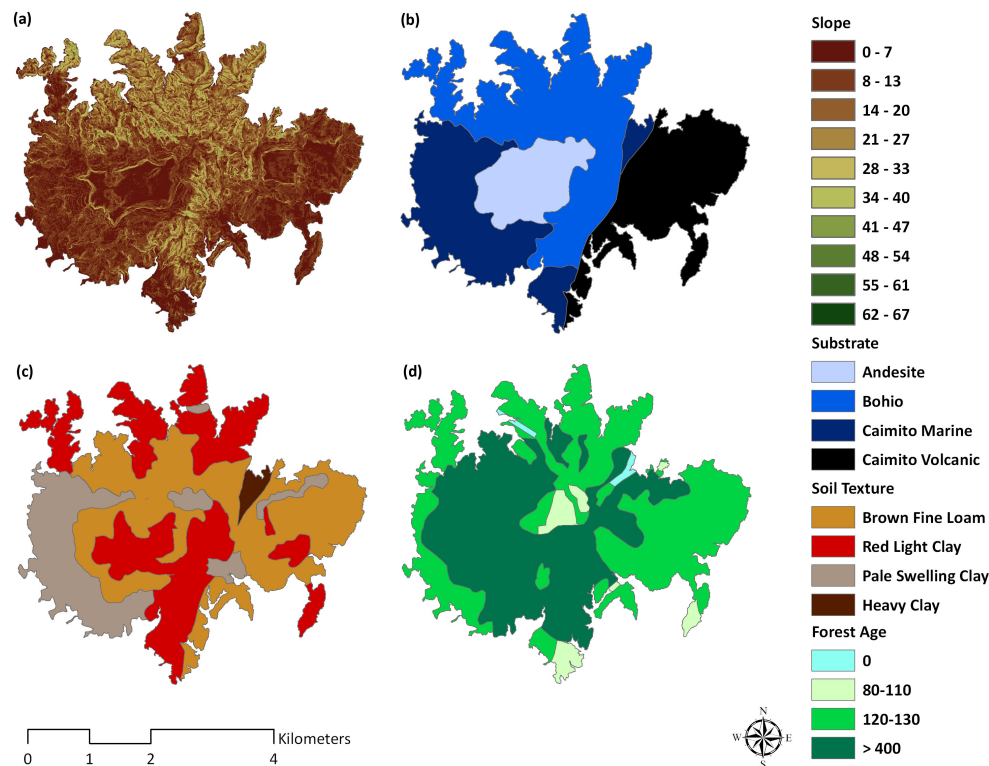 (a)
(b)
Slope
0 - 7
8 - 13
14 - 20
21 - 27
28 - 33
34 - 40
41 - 47
48 - 54
55 - 61
62 - 67
Substrate
Andesite
Bohio
Caimito Marine
Caimito Volcanic
(c)
(d)
Soil Texture
Brown Fine Loam
Red Light Clay
Pale Swelling Clay
Heavy Clay
Forest Age
0
80-110
120-130
> 400
Kilometers
0 1 2 4
N
W E
S